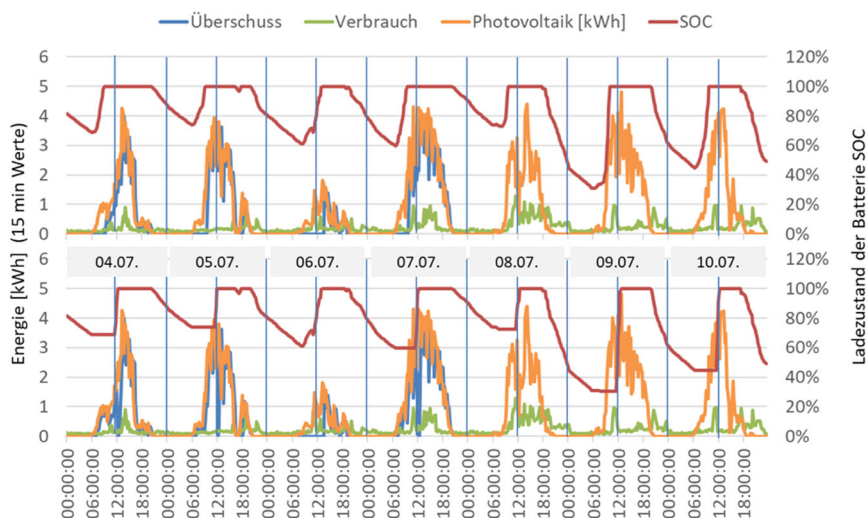 Überschuss Verbrauch Photovoltaik [kWh] SOC
6 120%
5 100%
4 80%
3 60%
2 40%
1 20%
0 0%
Energie [kWh] (15 min Werte)
Ladezustand der Batterie SOC
04.07. 05.07. 06.07. 07.07. 08.07. 09.07. 10.07.
6 120%
5 100%
4 80%
3 60%
2 40%
1 20%
0 0%
00:00:00 06:00:00 12:00:00 18:00:00 00:00:00 06:00:00 12:00:00 18:00:00 00:00:00 06:00:00 12:00:00 18:00:00 00:00:00 06:00:00 12:00:00 18:00:00 00:00:00 06:00:00 12:00:00 18:00:00 00:00:00 06:00:00 12:00:00 18:00:00 00:00:00 06:00:00 12:00:00 18:00:00